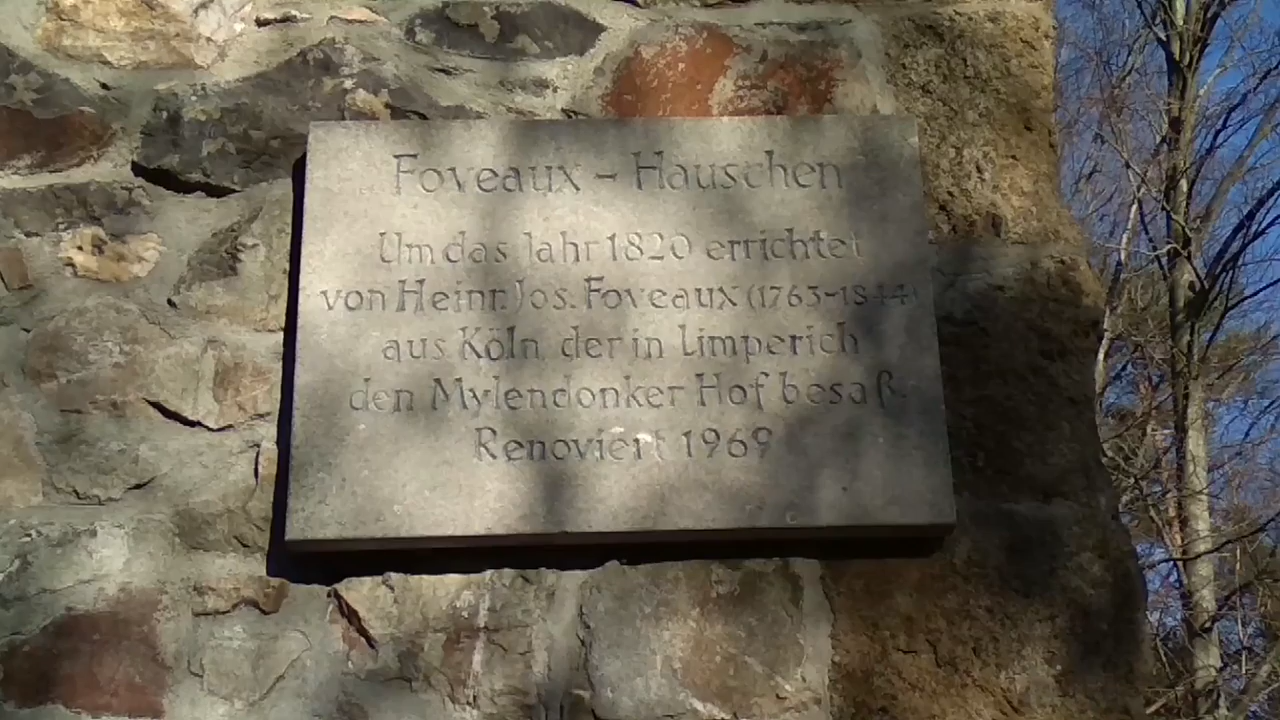 Foveaux - Hauschen
Um das Jahr 1820 errichtet
von Heinr. Jos. Foveaux (1763-1844)
aus Köln der in Limperich
den Mylendonker Hof besaß.
Renoviert 1969